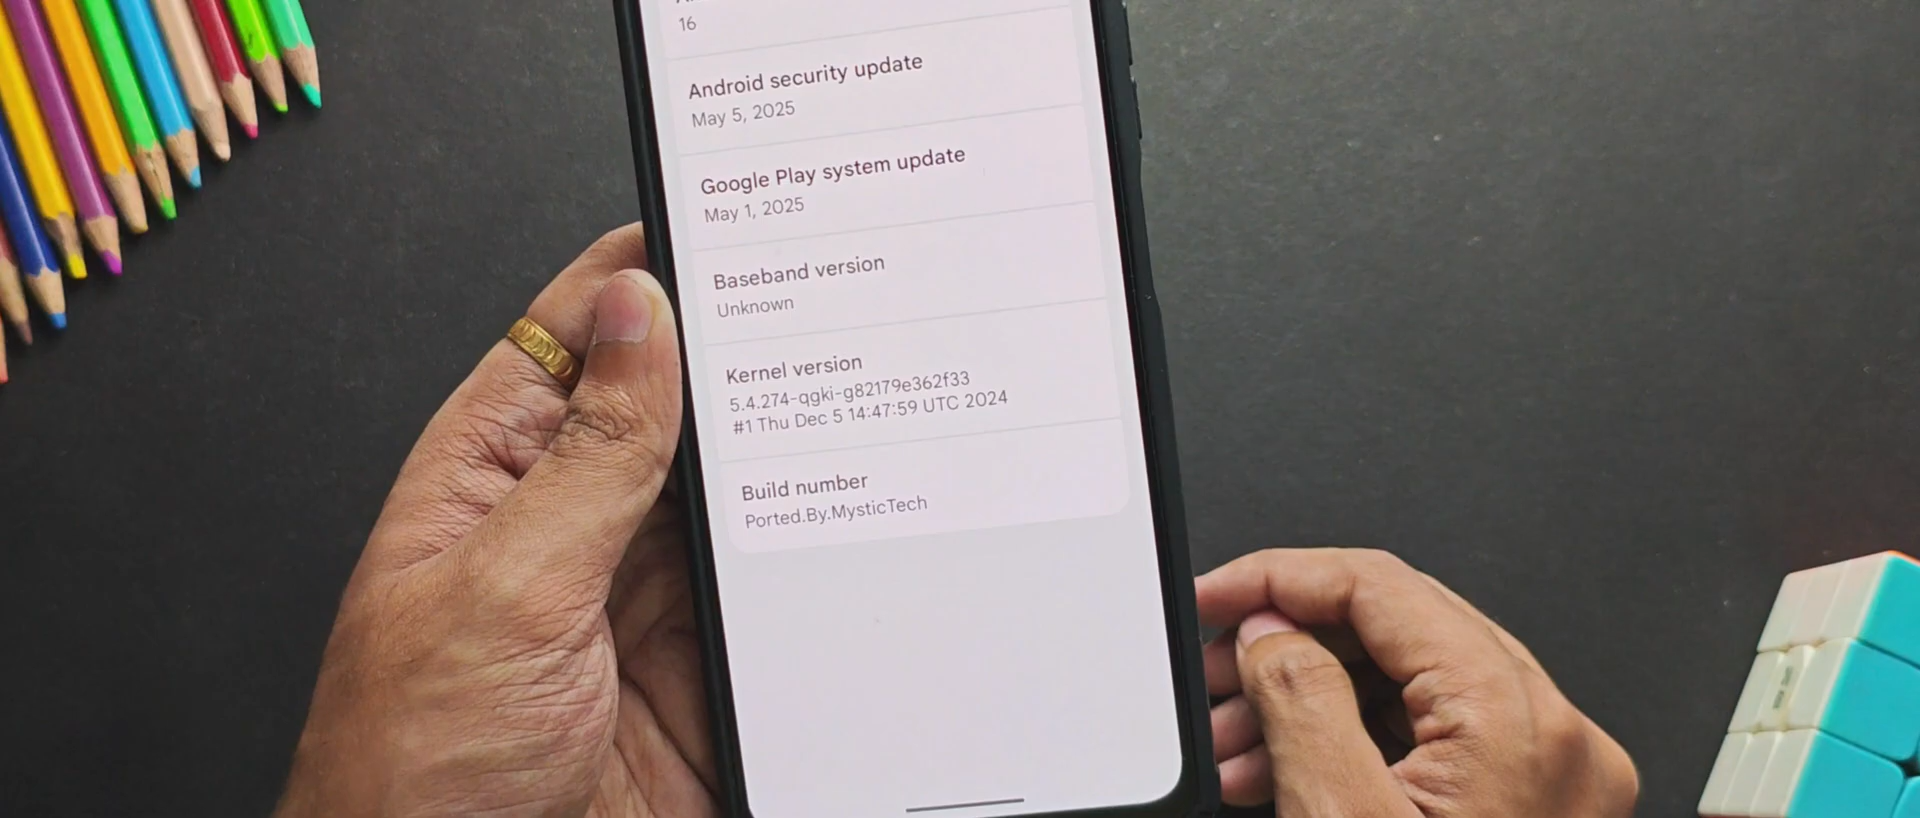 16
Android security update
May 5, 2025
Google Play system update
May 1, 2025
Baseband version
Unknown
Kernel version
5.4.274-qgki-g82179e362f33
#1 Thu Dec 5 14:47:59 UTC 2024
Build number
Ported.By.MysticTech